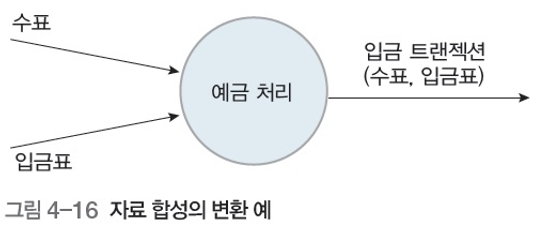 수표
입금표
예금 처리
입금 트랜젝션
(수표, 입금표)
그림 4-16 자료 합성의 변환 예